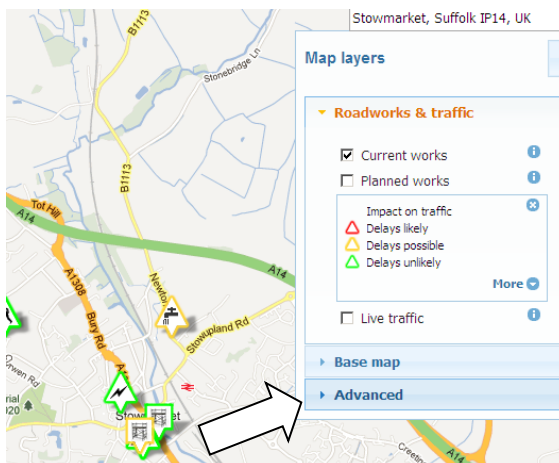 Stowmarket, Suffolk IP14, UK
Map layers
Roadworks & traffic
Current works
Planned works
Impact on traffic
Delays likely
Delays possible
Delays unlikely
More
Live traffic
Base map
Advanced
B1113
Stonebridge Ln
B1113
Tot Hill
A14
A14
A1308
Bury Rd
Newton
Stowupland Rd
A14
Creeting